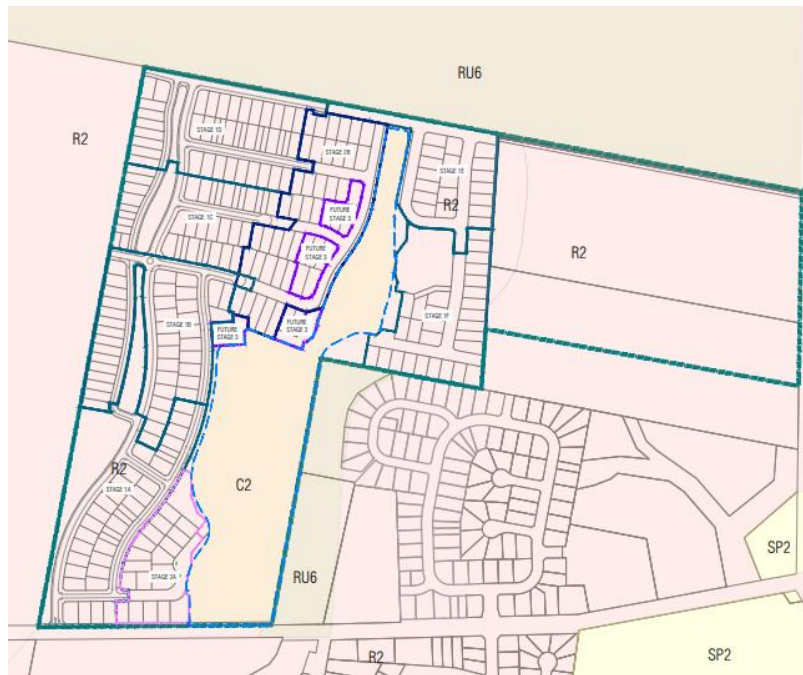 RU6
R2
STAGE 1D
STAGE 2B
STAGE 1E
R2
FUTURE
STAGE 3
STAGE 1C
R2
FUTURE
STAGE 3
STAGE 1B
FUTURE
STAGE 3
FUTURE
STAGE 3
STAGE 1F
R2
STAGE 1A
C2
SP2
STAGE 2A
RU6
R2
SP2